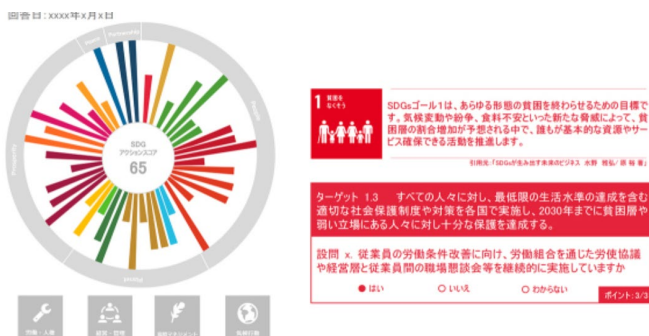 回答日：xxxx年x月x日
Peace
Partnership
People
Prosperity
Planet
SDG
アクションスコア
65
労働・人権
経営・管理
1 貧困を
なくそう
SDGsゴール1は、あらゆる形態の貧困を終わらせるための目標で
す。気候変動や紛争、食料不安といった新たな脅威によって、貧
困層の割合増加が予想される中で、誰もが基本的な資源やサー
ビス確保できる活動を推進します。
引用元：「SDGsが生み出す未来のビジネス 水野 雅弘/ 原 裕 著」
ターゲット 1.3 すべての人々に対し、最低限の生活水準の達成を含む
適切な社会保護制度や対策を各国で実施し、2030年までに貧困層や
弱い立場にある人々に対し十分な保護を達成する。
設問 x. 従業員の労働条件改善に向け、労働組合を通じた労使協議
や経営層と従業員間の職場懇談会等を継続的に実施していますか
はい いいえ わからない
ポイント：3/3